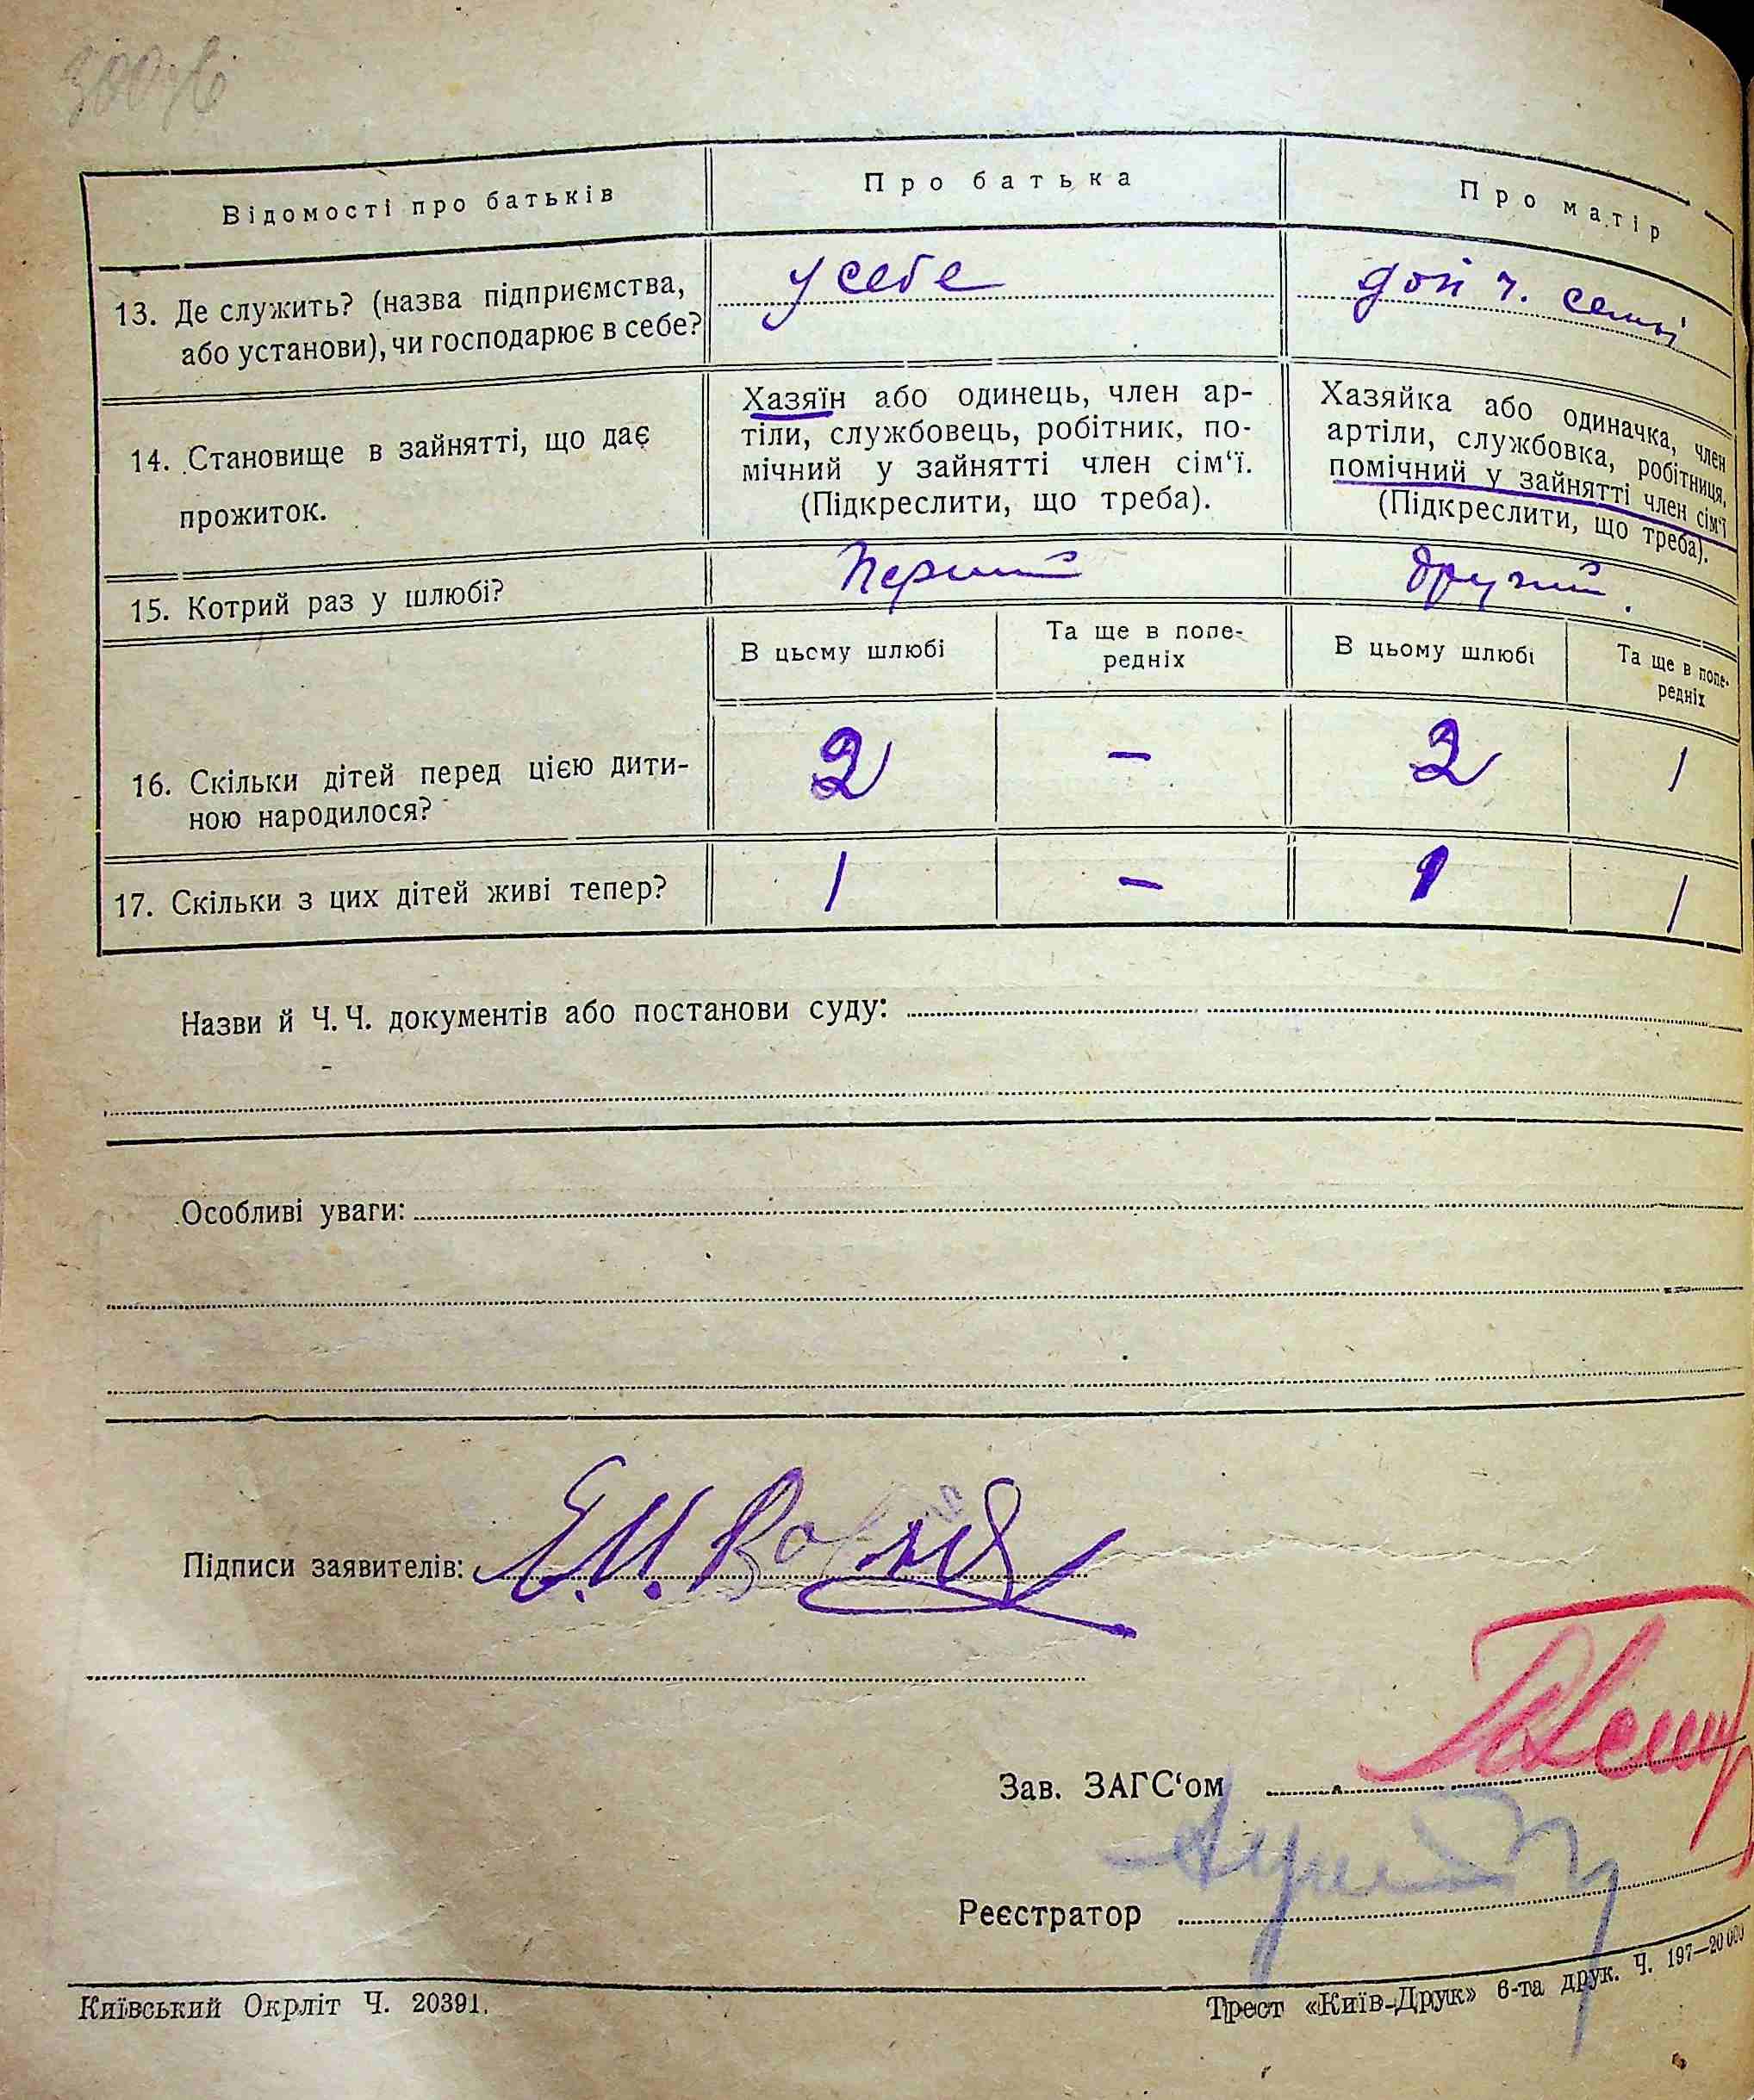 Відомості про батьків
Про батька
Про матір
13. Де служить? (назва підприємства,
або установи), чи господарює в себе?
у себе
доп ч. семьі
14. Становище в зайнятті, що дає
прожиток.
Хазяїн або одинець, член ар-
тіли, службовець, робітник, по-
мічний у зайнятті член сім‘ї.
(Підкреслити, що треба).
Хазяйка або одиначка, член
артіли, службовка, робітниця,
помічний у зайнятті член сім‘ї
(Підкреслити, що треба).
15. Котрий раз у шлюбі?
Перший
другий.
В цьсму шлюбі
Та ще в попе-
редніх
В цьому шлюбі
Та ще в попе-
редніх
16. Скільки дітей перед цією дити-
ною народилося?
2
—
2
1
17. Скільки з цих дітей живі тепер?
1
—
1
1
Назви й Ч. Ч. документів або постанови суду:
Особливі уваги:
Підписи заявителів: Е.И.
Зав. ЗАГС‘ом
Реєстратор
Київський Окрліт Ч. 20391.
Трест «Київ-Друк» 6-та друк. Ч. 197—20000